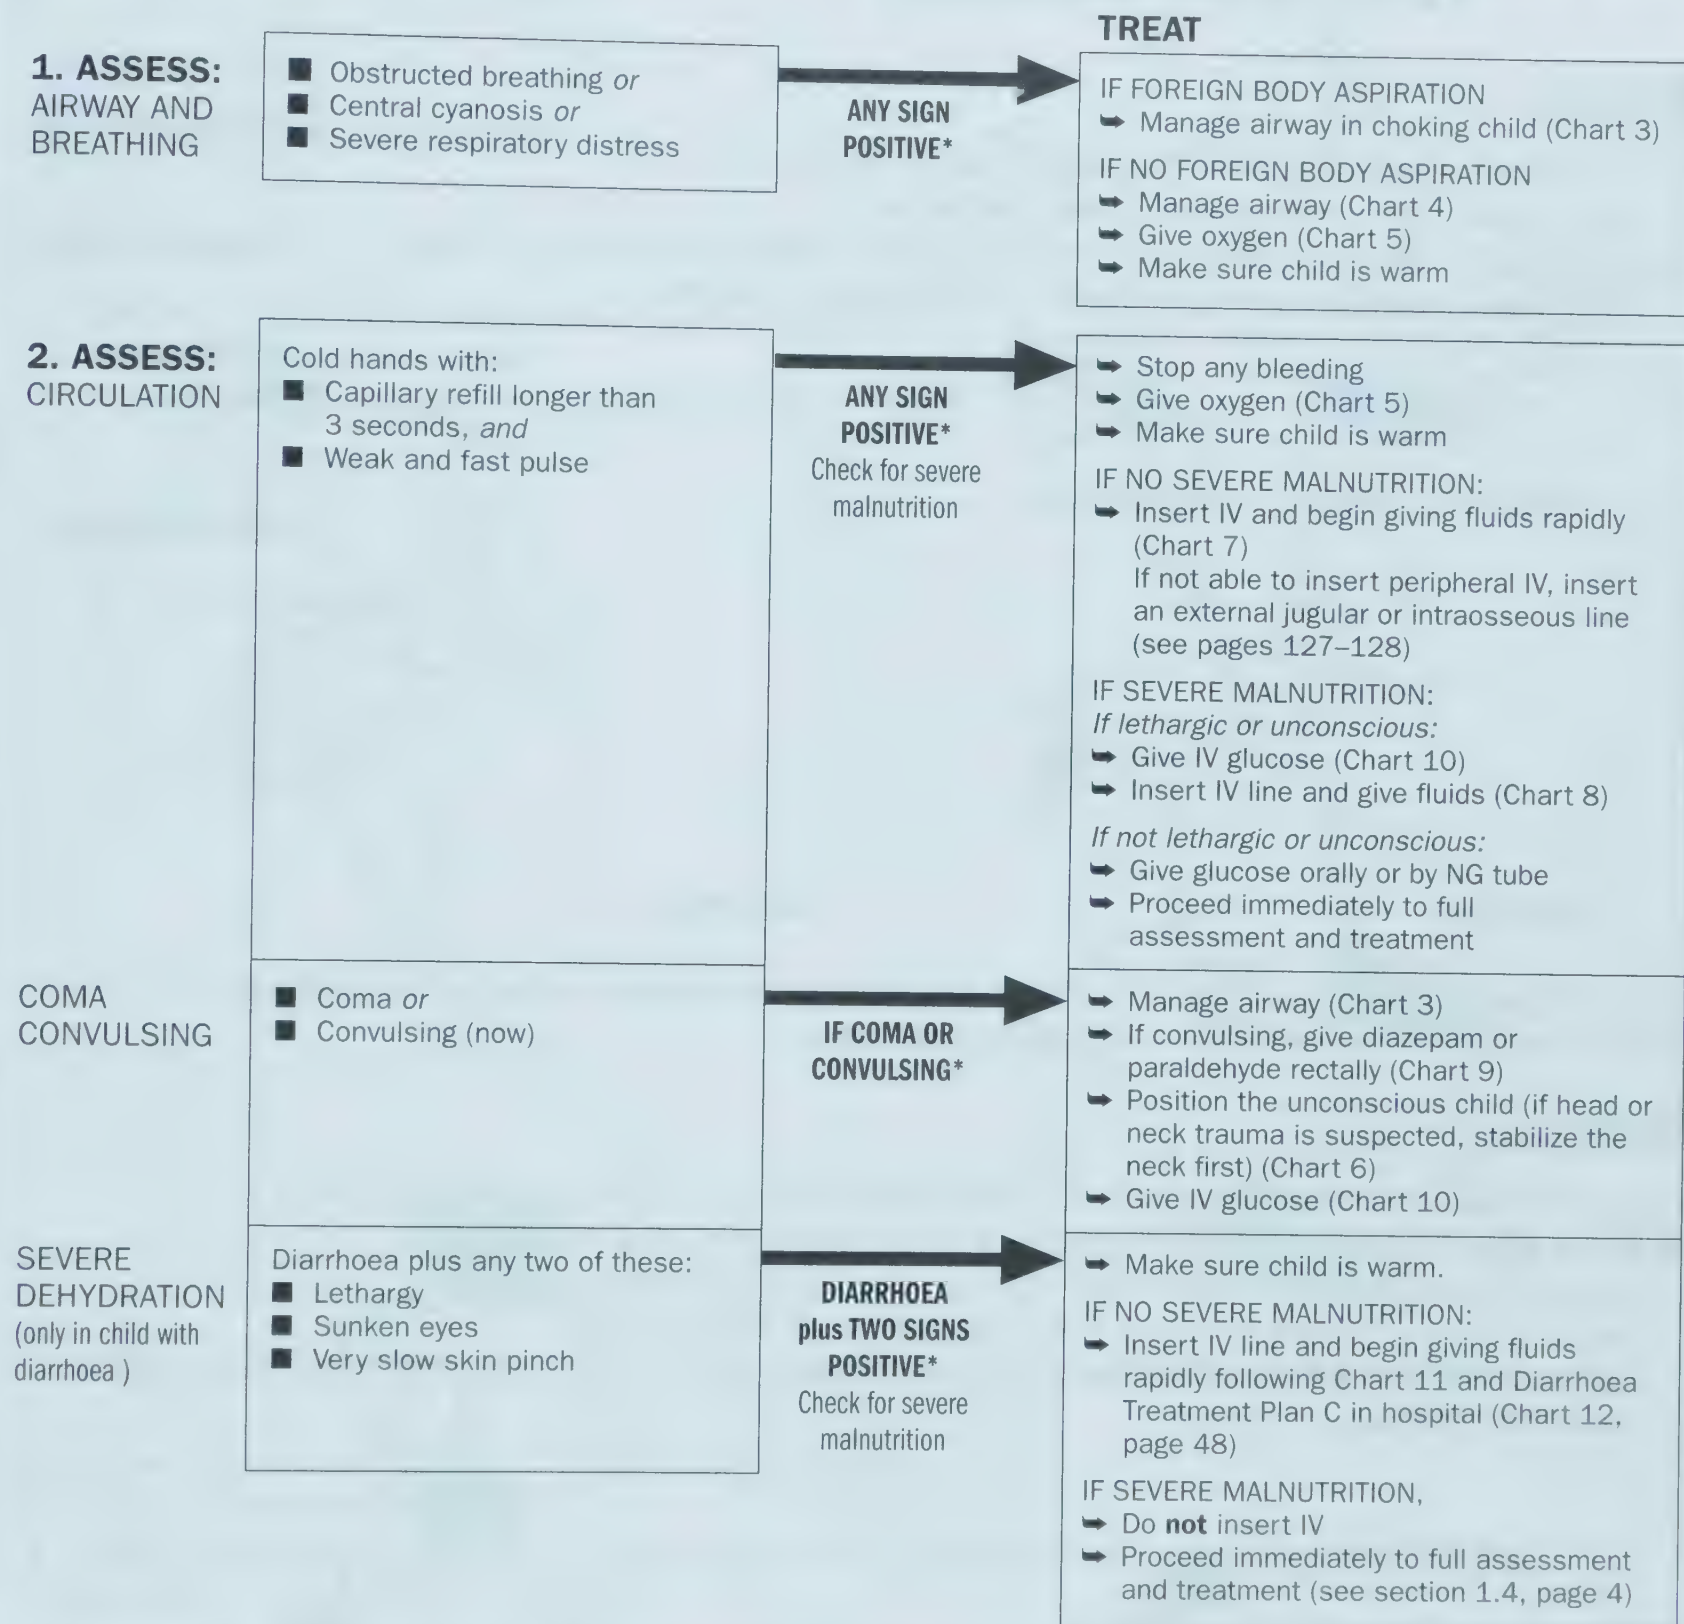 TREAT
1. ASSESS:
AIRWAY AND
BREATHING
■ Obstructed breathing or
■ Central cyanosis or
■ Severe respiratory distress
ANY SIGN
POSITIVE*
IF FOREIGN BODY ASPIRATION
➥ Manage airway in choking child (Chart 3)
IF NO FOREIGN BODY ASPIRATION
➥ Manage airway (Chart 4)
➥ Give oxygen (Chart 5)
➥ Make sure child is warm
2. ASSESS:
CIRCULATION
Cold hands with:
■ Capillary refill longer than
3 seconds, and
■ Weak and fast pulse
ANY SIGN
POSITIVE*
Check for severe
malnutrition
➥ Stop any bleeding
➥ Give oxygen (Chart 5)
➥ Make sure child is warm
IF NO SEVERE MALNUTRITION:
➥ Insert IV and begin giving fluids rapidly
(Chart 7)
If not able to insert peripheral IV, insert
an external jugular or intraosseous line
(see pages 127–128)
IF SEVERE MALNUTRITION:
If lethargic or unconscious:
➥ Give IV glucose (Chart 10)
➥ Insert IV line and give fluids (Chart 8)
If not lethargic or unconscious:
➥ Give glucose orally or by NG tube
➥ Proceed immediately to full
assessment and treatment
COMA
CONVULSING
■ Coma or
■ Convulsing (now)
IF COMA OR
CONVULSING*
➥ Manage airway (Chart 3)
➥ If convulsing, give diazepam or
paraldehyde rectally (Chart 9)
➥ Position the unconscious child (if head or
neck trauma is suspected, stabilize the
neck first) (Chart 6)
➥ Give IV glucose (Chart 10)
SEVERE
DEHYDRATION
(only in child with
diarrhoea )
Diarrhoea plus any two of these:
■ Lethargy
■ Sunken eyes
■ Very slow skin pinch
DIARRHOEA
plus TWO SIGNS
POSITIVE*
Check for severe
malnutrition
➥ Make sure child is warm.
IF NO SEVERE MALNUTRITION:
➥ Insert IV line and begin giving fluids
rapidly following Chart 11 and Diarrhoea
Treatment Plan C in hospital (Chart 12,
page 48)
IF SEVERE MALNUTRITION,
➥ Do not insert IV
➥ Proceed immediately to full assessment
and treatment (see section 1.4, page 4)